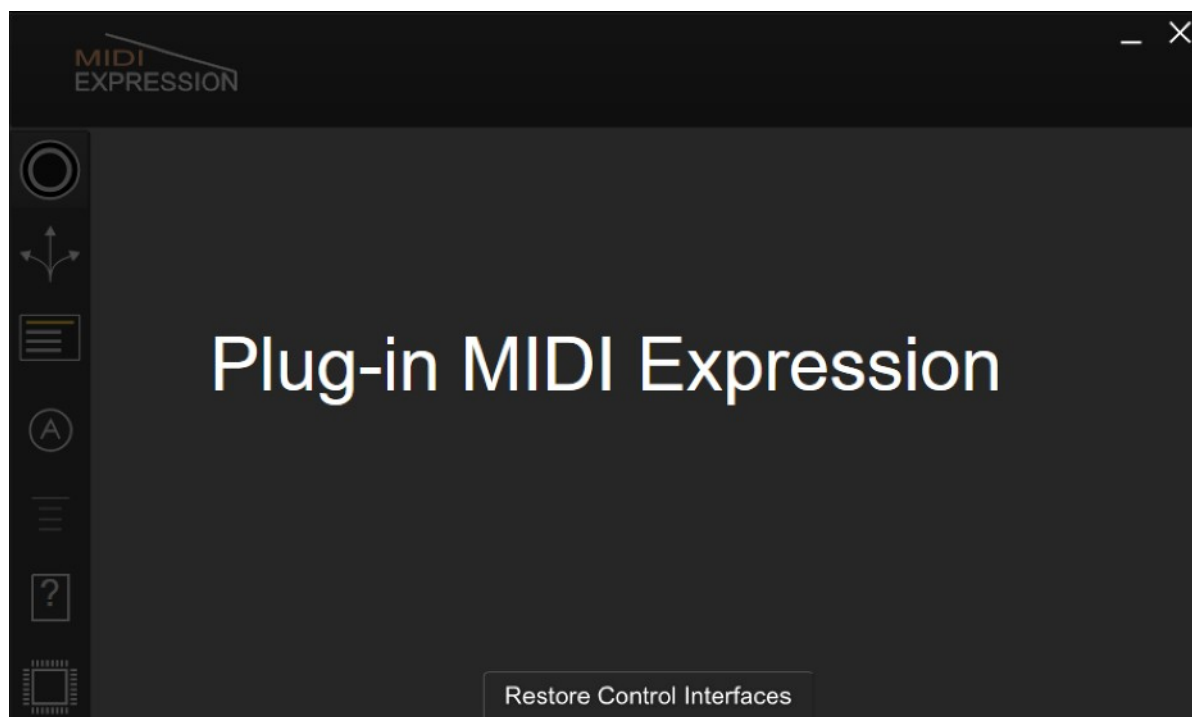 MIDI
EXPRESSION
A
?
Plug-in MIDI Expression
Restore Control Interfaces